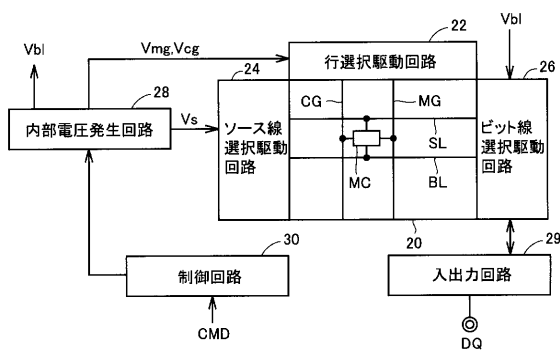 Vbl
Vmg,Vcg
22
Vbl
行選択駆動回路
24
26
28
CG
MG
内部電圧発生回路
Vs
ソース線
選択駆動
回路
SL
ビット線
選択駆動
回路
MC
BL
30
20
29
制御回路
入出力回路
CMD
DQ